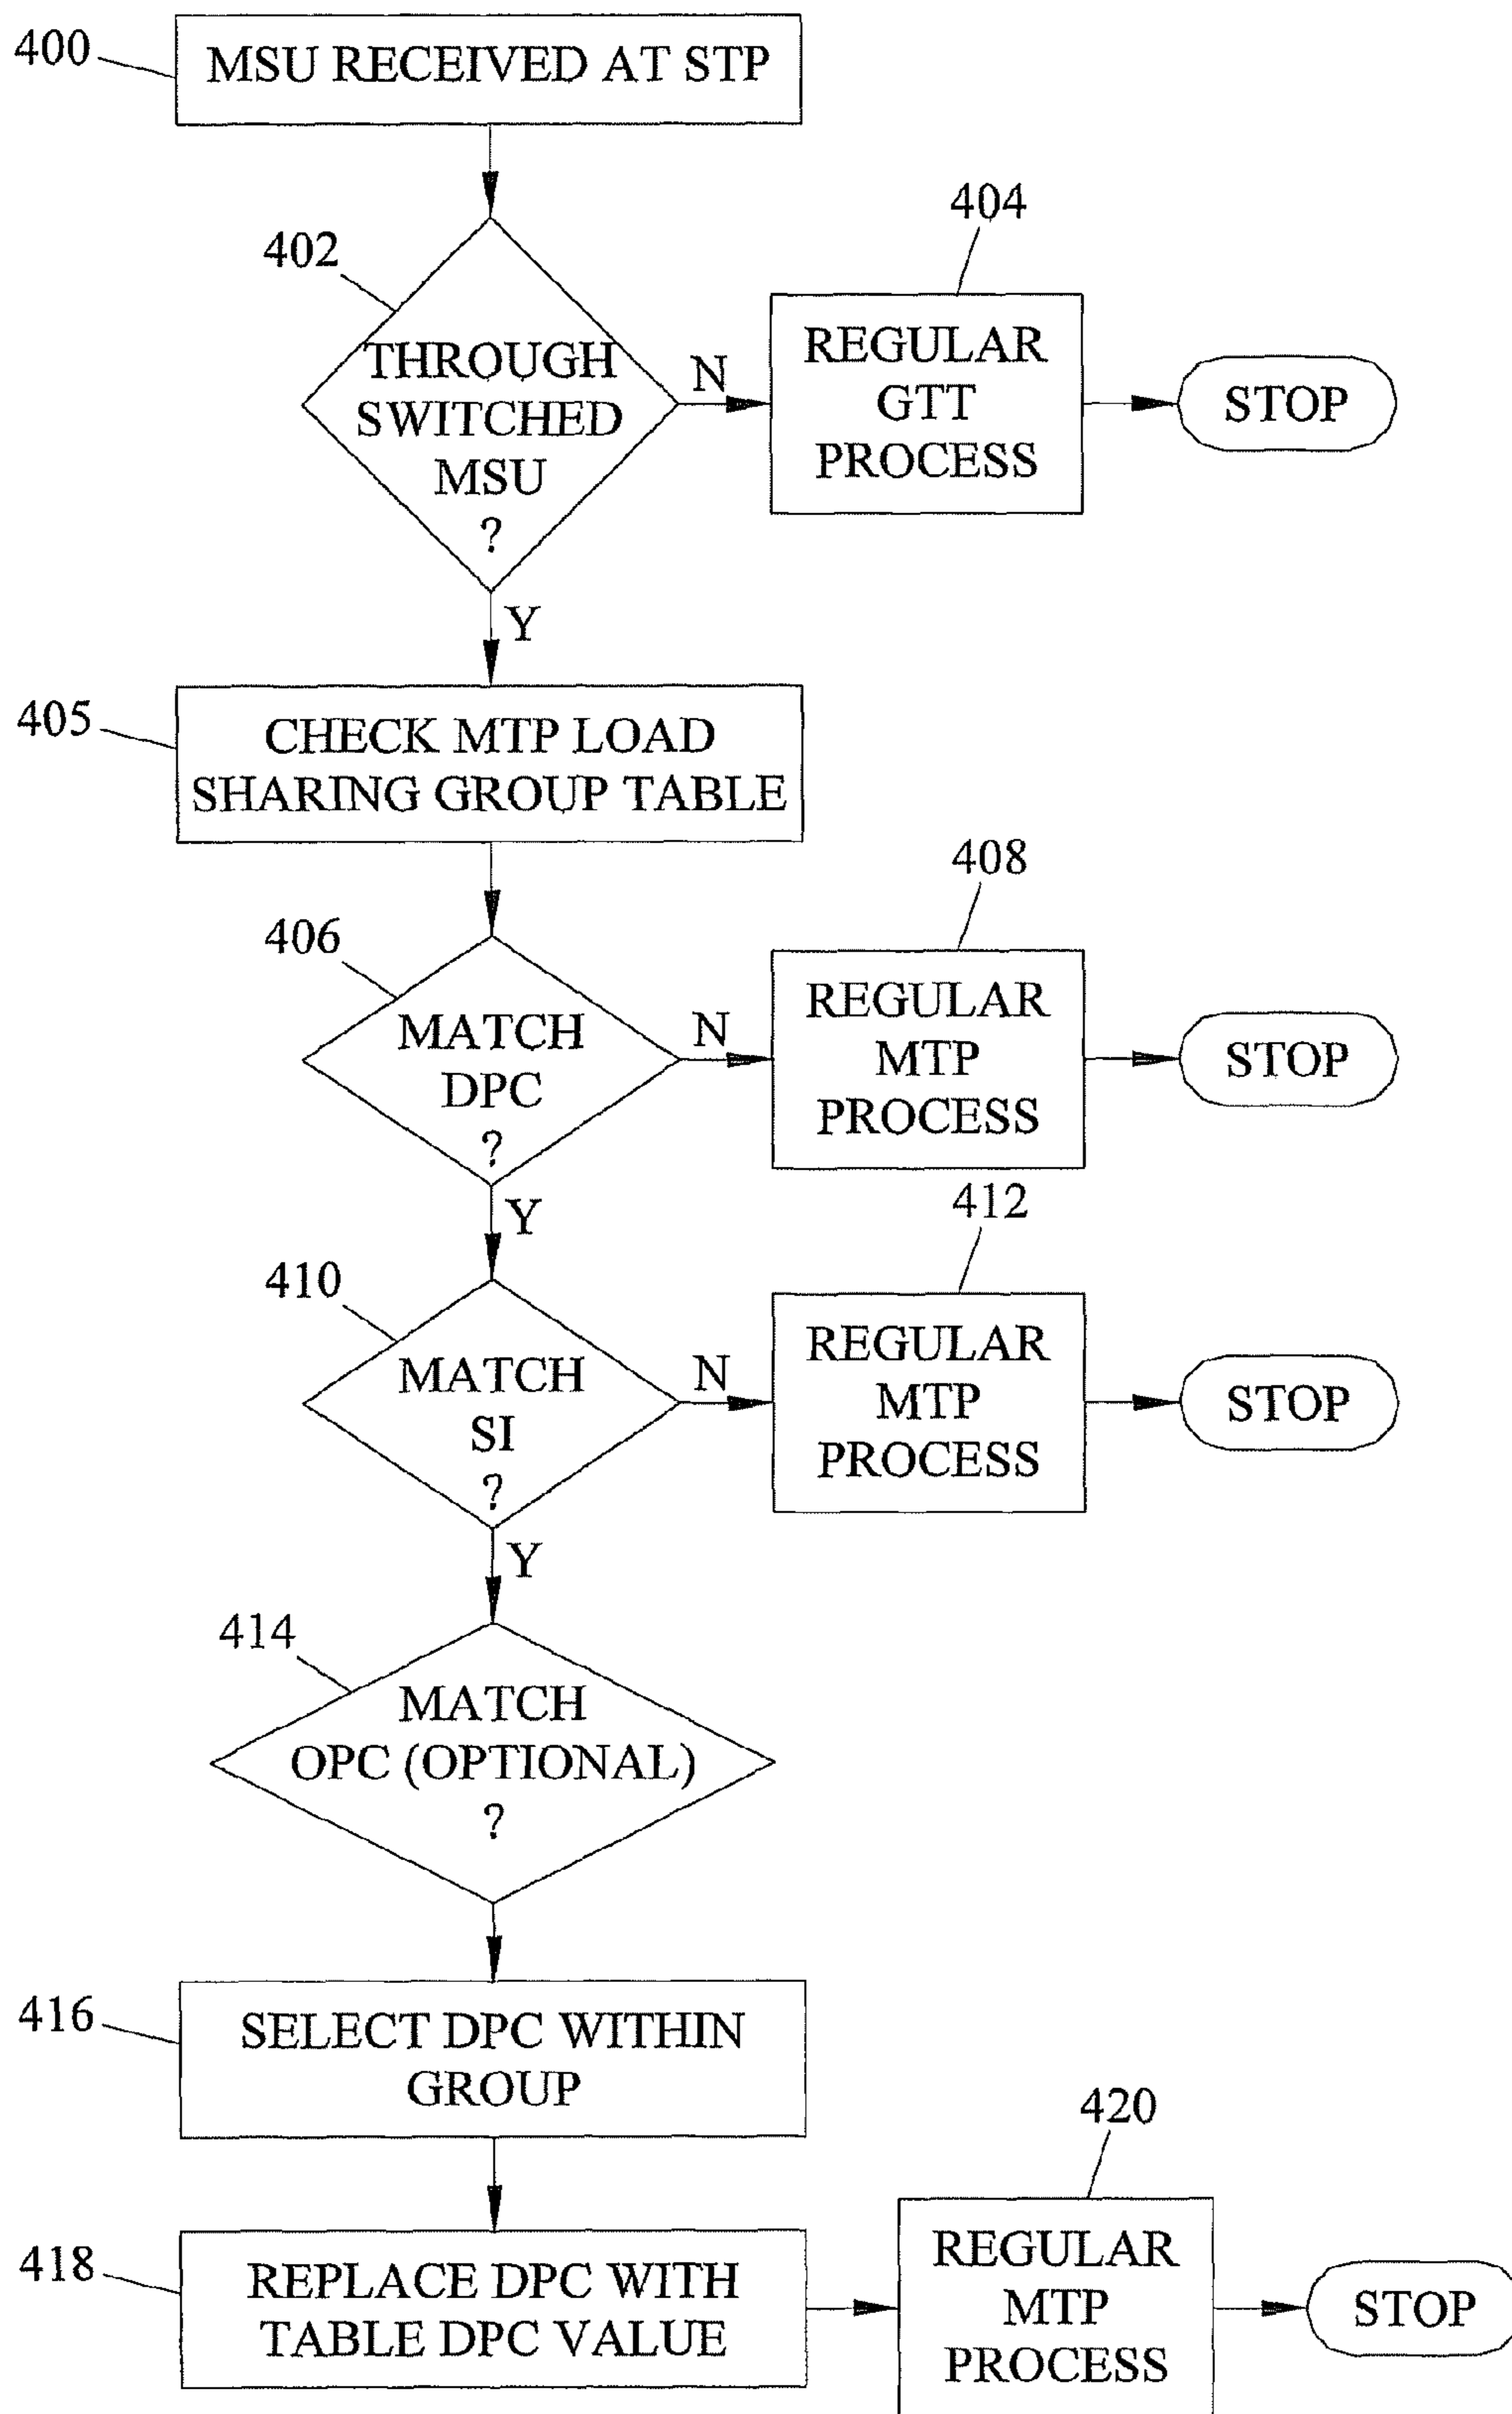 400
MSU RECEIVED AT STP
402
THROUGH
SWITCHED
MSU
?
N
404
REGULAR
GTT
PROCESS
STOP
Y
405
CHECK MTP LOAD
SHARING GROUP TABLE
406
MATCH
DPC
?
N
408
REGULAR
MTP
PROCESS
STOP
Y
410
MATCH
SI
?
N
412
REGULAR
MTP
PROCESS
STOP
Y
414
MATCH
OPC (OPTIONAL)
?
416
SELECT DPC WITHIN
GROUP
418
REPLACE DPC WITH
TABLE DPC VALUE
420
REGULAR
MTP
PROCESS
STOP